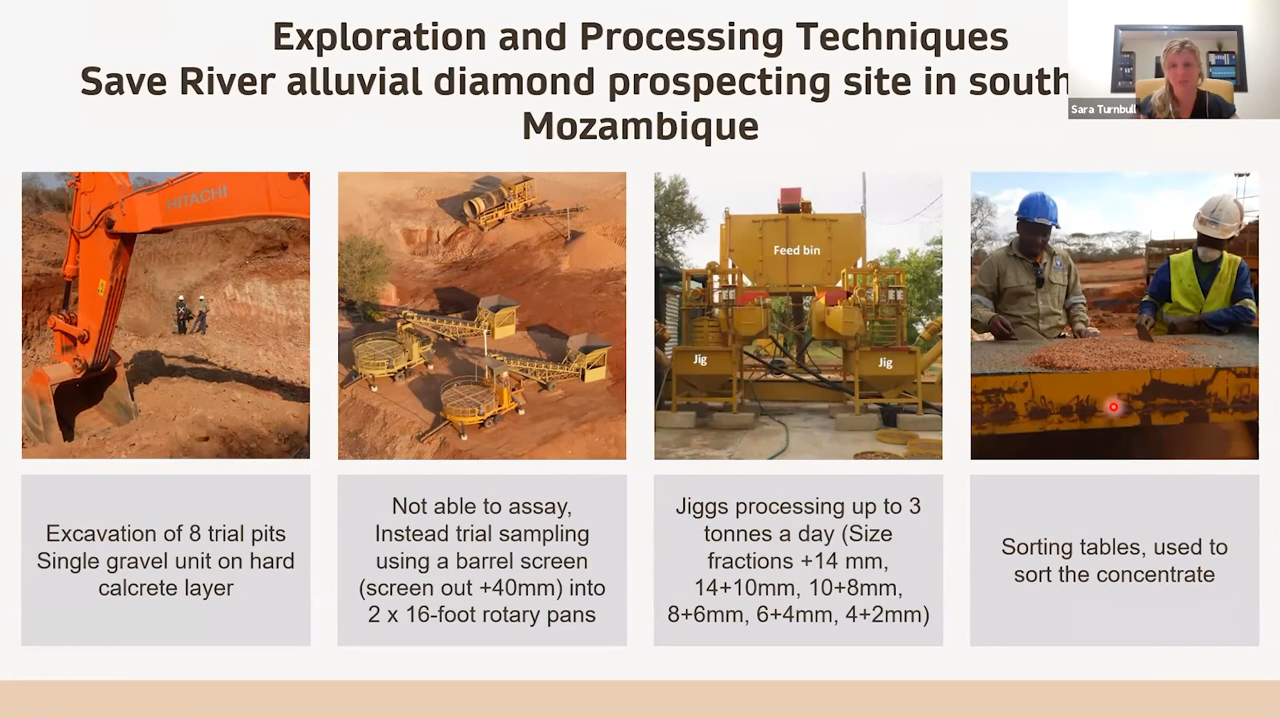 Exploration and Processing Techniques
Save River alluvial diamond prospecting site in south
Mozambique
Sara Turnbull
HITACHI
Feed bin
Jig
Jig
Excavation of 8 trial pits
Single gravel unit on hard
calcrete layer
Not able to assay,
Instead trial sampling
using a barrel screen
(screen out +40mm) into
2 x 16-foot rotary pans
Jiggs processing up to 3
tonnes a day (Size
fractions +14 mm,
14+10mm, 10+8mm,
8+6mm, 6+4mm, 4+2mm)
Sorting tables, used to
sort the concentrate